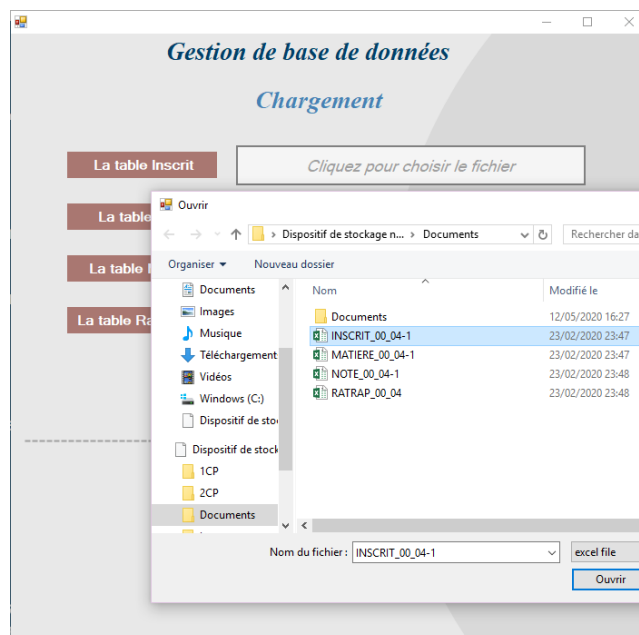 Gestion de base de données
Chargement
La table Inscrit
Cliquez pour choisir le fichier
La table
La table
La table Ra
Ouvrir
Dispositif de stockage n... > Documents
Rechercher da
Organiser
Nouveau dossier
Nom
Modifié le
Documents
Images
Musique
Téléchargement
Vidéos
Windows (C:)
Dispositif de sto
Dispositif de stock
1CP
2CP
Documents
Documents 12/05/2020 16:27
INSCRIT_00_04-1 23/02/2020 23:47
MATIERE_00_04-1 23/02/2020 23:47
NOTE_00_04-1 23/02/2020 23:48
RATRAP_00_04 23/02/2020 23:48
Nom du fichier : INSCRIT_00_04-1
excel file
Ouvrir